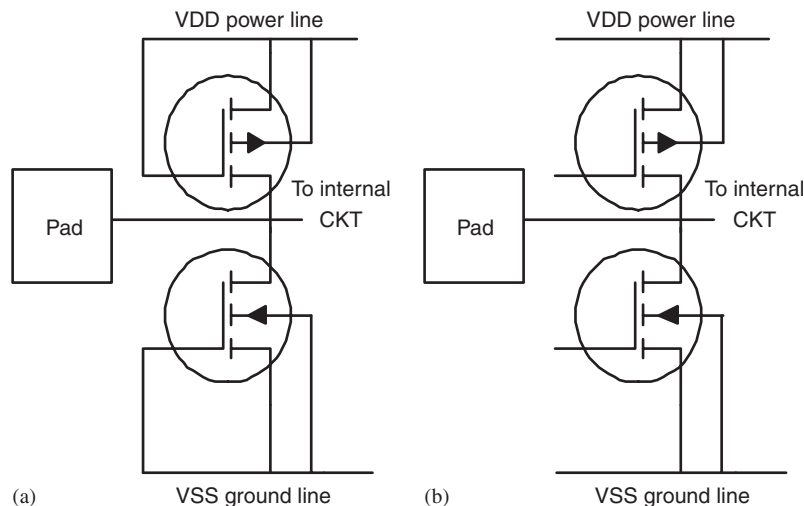 VDD power line
Pad
To internal
CKT
VSS ground line
(a)
VDD power line
Pad
To internal
CKT
VSS ground line
(b)